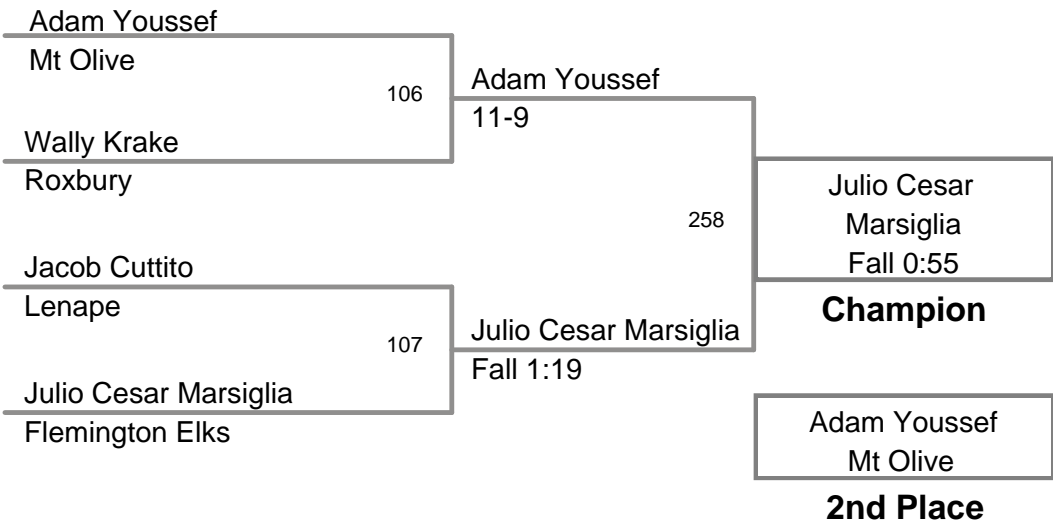 Adam Youssef
Mt Olive
106
Wally Krake
Roxbury
Jacob Cuttito
Lenape
107
Julio Cesar Marsiglia
Flemington Elks
Adam Youssef
11-9
258
Julio Cesar Marsiglia
Fall 1:19
Julio Cesar
Marsiglia
Fall 0:55
Champion
Adam Youssef
Mt Olive
2nd Place